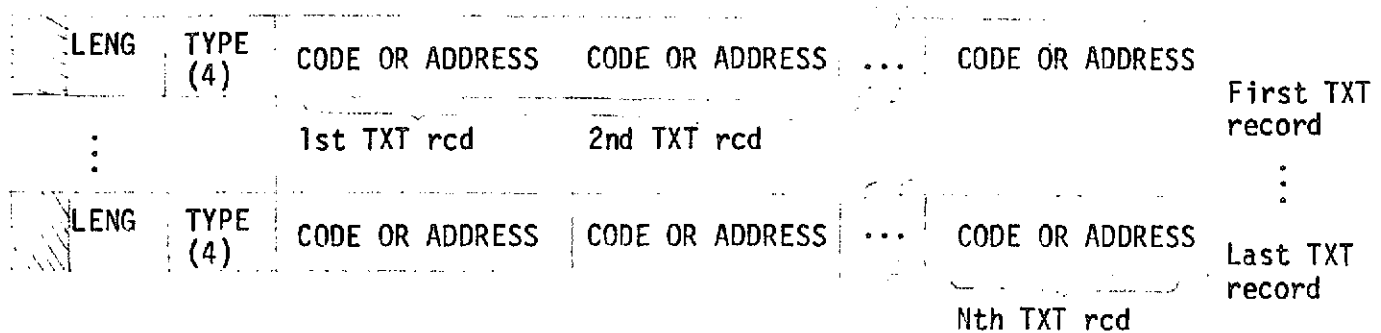 LENG TYPE (4) CODE OR ADDRESS CODE OR ADDRESS ... CODE OR ADDRESS
First TXT record
1st TXT rcd 2nd TXT rcd
LENG TYPE (4) CODE OR ADDRESS CODE OR ADDRESS ... CODE OR ADDRESS
Last TXT record
Nth TXT rcd